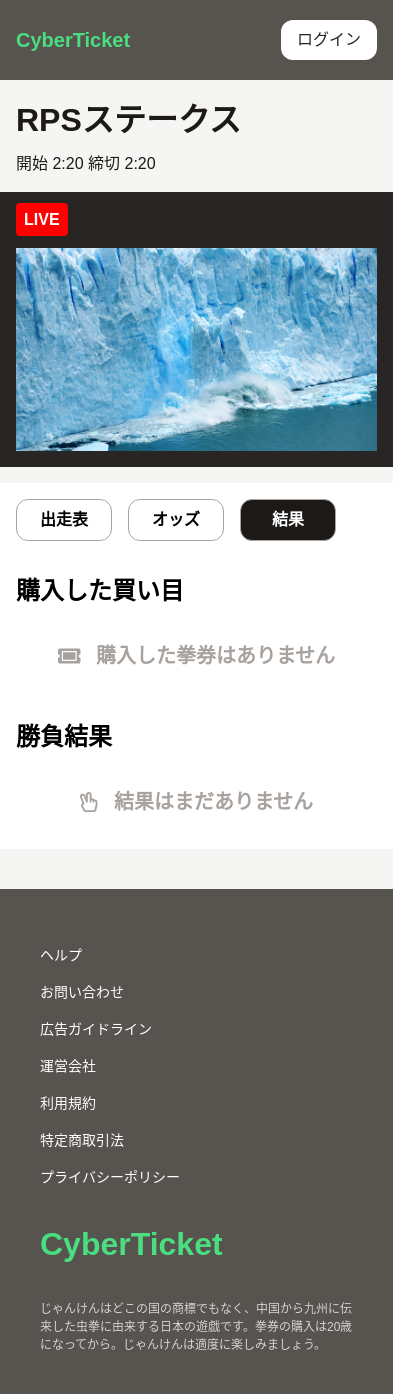 CyberTicket
ログイン
RPSステークス
開始 2:20 締切 2:20
LIVE
出走表
オッズ
結果
購入した買い目
購入した拳券はありません
勝負結果
結果はまだありません
ヘルプ
お問い合わせ
広告ガイドライン
運営会社
利用規約
特定商取引法
プライバシーポリシー
CyberTicket
じゃんけんはどこの国の商標でもなく、中国から九州に伝
来した虫拳に由来する日本の遊戯です。拳券の購入は20歳
になってから。じゃんけんは適度に楽しみましょう。